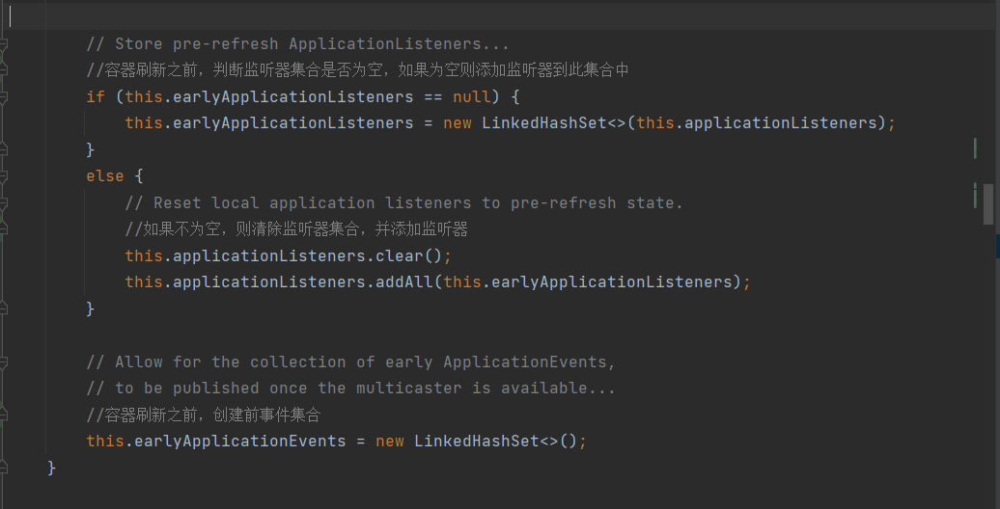 // Store pre-refresh ApplicationListeners...
//容器刷新之前，判断监听器集合是否为空，如果为空则添加监听器到此集合中
if (this.earlyApplicationListeners == null) {
this.earlyApplicationListeners = new LinkedHashSet<>(this.applicationListeners);
}
else {
// Reset local application listeners to pre-refresh state.
//如果不为空，则清除监听器集合，并添加监听器
this.applicationListeners.clear();
this.applicationListeners.addAll(this.earlyApplicationListeners);
}
// Allow for the collection of early ApplicationEvents,
// to be published once the multicaster is available...
//容器刷新之前，创建前事件集合
this.earlyApplicationEvents = new LinkedHashSet<>();
}